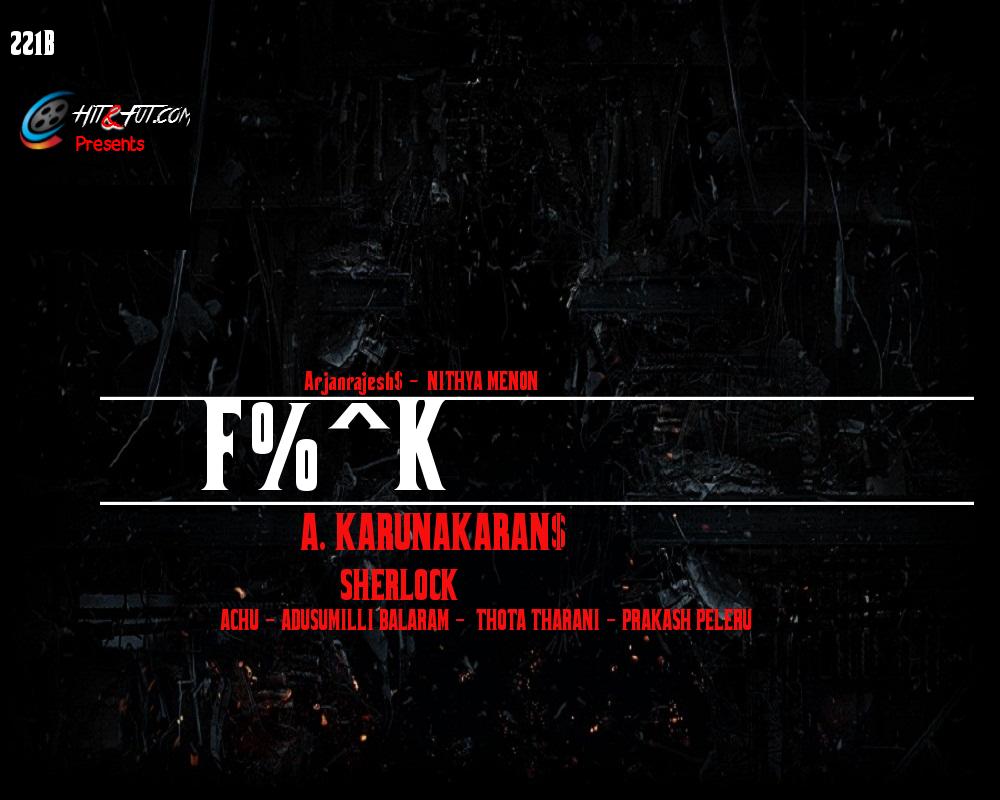 221B
HIT&FUT.COM
Presents
Arjanrajesh$ - NITHYA MENON
F%^K
A. KARUNAKARAN$
SHERLOCK
ACHU - ADUSUMILLI BALARAM - THOTA THARANI - PRAKASH PELERU